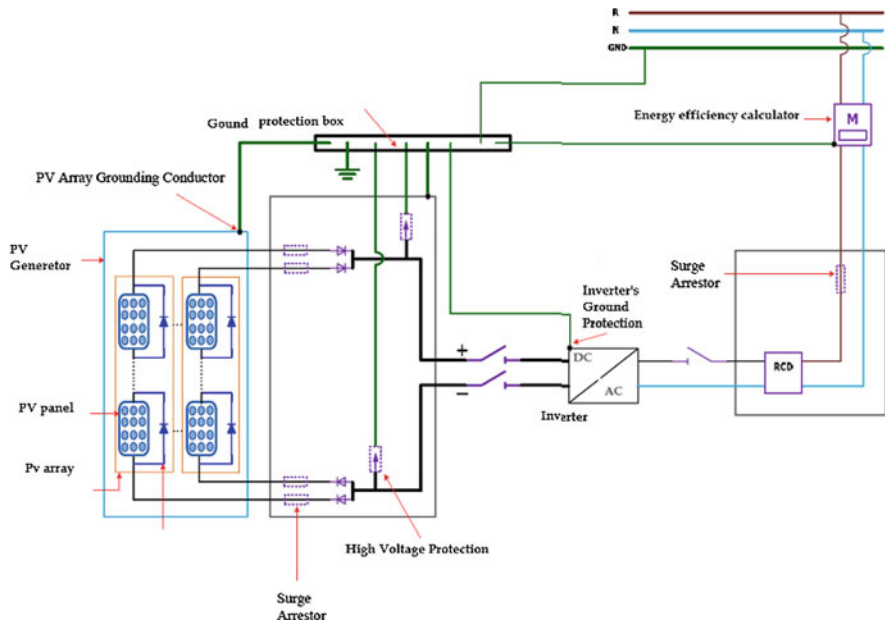 R
N
GND
Energy efficiency calculator
M
Gound protection box
PV Array Grounding Conductor
PV
Generetor
Surge
Arrestor
Inverter's
Ground
Protection
+
DC
AC
RCD
−
Inverter
PV panel
Pv array
High Voltage Protection
Surge
Arrestor